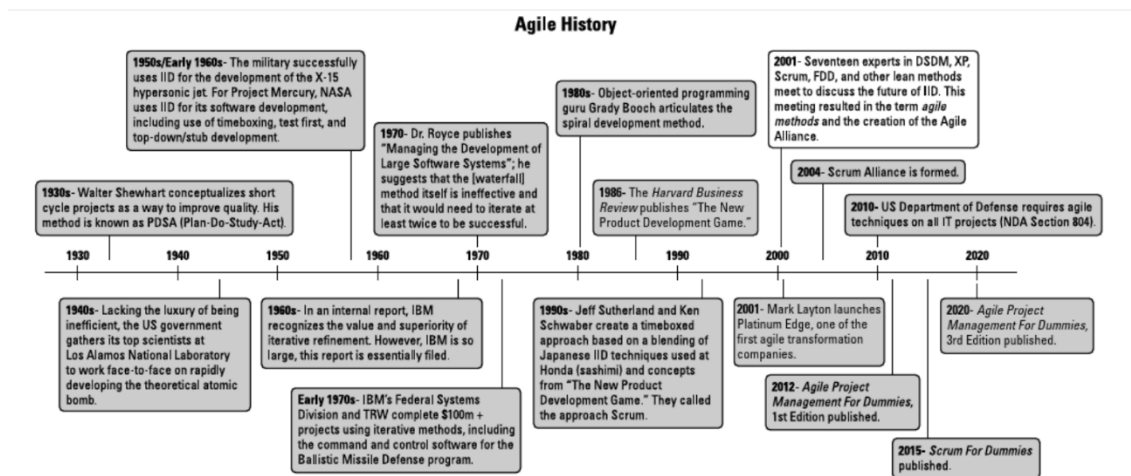 Agile History
1950s/Early 1960s- The military successfully
uses IID for the development of the X-15
hypersonic jet. For Project Mercury, NASA
uses IID for its software development,
including use of timeboxing, test first, and
top-down/stub development.
1980s- Object-oriented programming
guru Grady Booch articulates the
spiral development method.
2001- Seventeen experts in DSDM, XP,
Scrum, FDD, and other lean methods
meet to discuss the future of IID. This
meeting resulted in the term agile
methods and the creation of the Agile
Alliance.
1970- Dr. Royce publishes
"Managing the Development of
Large Software Systems"; he
suggests that the [waterfall]
method itself is ineffective and
that it would need to iterate at
least twice to be successful.
2004- Scrum Alliance is formed.
1930s- Walter Shewhart conceptualizes short
cycle projects as a way to improve quality. His
method is known as PDSA (Plan-Do-Study-Act).
1986- The Harvard Business
Review publishes "The New
Product Development Game."
2010- US Department of Defense requires agile
techniques on all IT projects (NDA Section 804).
1930 1940 1950 1960 1970 1980 1990 2000 2010 2020
1940s- Lacking the luxury of being
inefficient, the US government
gathers its top scientists at
Los Alamos National Laboratory
to work face-to-face on rapidly
developing the theoretical atomic
bomb.
1960s- In an internal report, IBM
recognizes the value and superiority of
iterative refinement. However, IBM is so
large, this report is essentially filed.
Early 1970s- IBM's Federal Systems
Division and TRW complete $100m +
projects using iterative methods, including
the command and control software for the
Ballistic Missile Defense program.
1990s- Jeff Sutherland and Ken
Schwaber create a timeboxed
approach based on a blending of
Japanese IID techniques used at
Honda (sashimi) and concepts
from "The New Product
Development Game." They called
the approach Scrum.
2001- Mark Layton launches
Platinum Edge, one of the
first agile transformation
companies.
2012- Agile Project
Management For Dummies,
1st Edition published.
2015- Scrum For Dummies
published.
2020- Agile Project
Management For Dummies,
3rd Edition published.